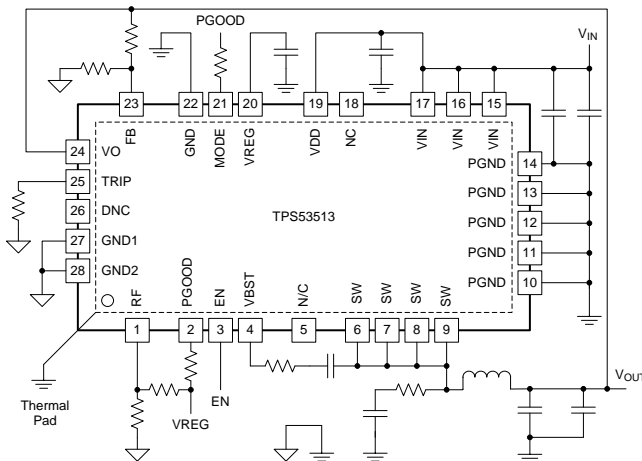 PGOOD
V_IN
23 22 21 20 19 18 17 16 15
FB GND MODE VREG VDD NC VIN VIN VIN
24 VO
25 TRIP
26 DNC
27 GND1
28 GND2
TPS53513
PGND 14
PGND 13
PGND 12
PGND 11
PGND 10
RF PGOOD EN VBST N/C SW SW SW SW
1 2 3 4 5 6 7 8 9
V_OUT
EN
VREG
Thermal
Pad